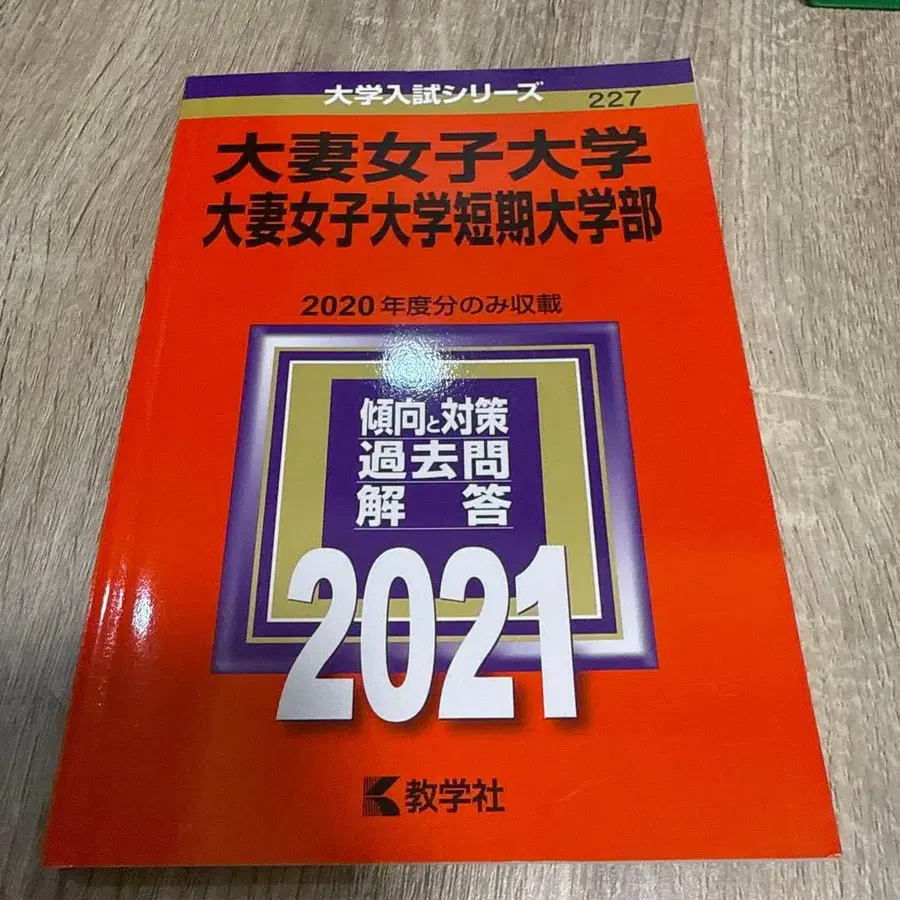 大学入試シリーズ 227
大妻女子大学
大妻女子大学短期大学部
2020年度分のみ収載
傾向と対策
過去問
解答
2021
教学社